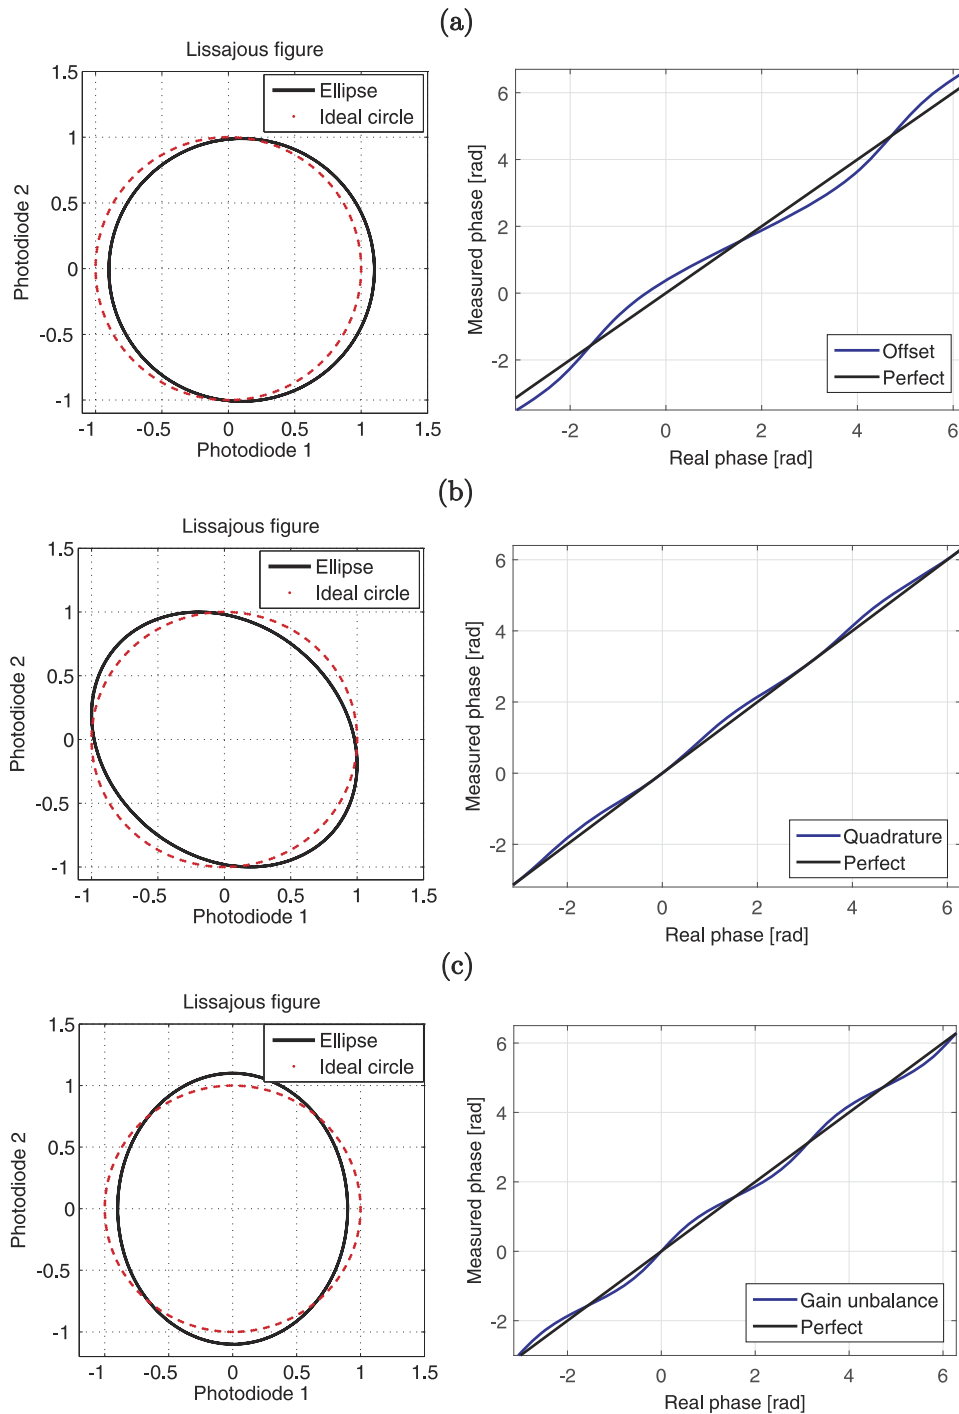 (a)
Lissajous figure
1.5
1
0.5
0
-0.5
-1
-1 -0.5 0 0.5 1 1.5
Photodiode 2
Photodiode 1
Ellipse
Ideal circle
6
4
2
0
-2
-2 0 2 4 6
Measured phase [rad]
Real phase [rad]
Offset
Perfect
(b)
Lissajous figure
1.5
1
0.5
0
-0.5
-1
-1 -0.5 0 0.5 1 1.5
Photodiode 2
Photodiode 1
Ellipse
Ideal circle
6
4
2
0
-2
-2 0 2 4 6
Measured phase [rad]
Real phase [rad]
Quadrature
Perfect
(c)
Lissajous figure
1.5
1
0.5
0
-0.5
-1
-1 -0.5 0 0.5 1 1.5
Photodiode 2
Photodiode 1
Ellipse
Ideal circle
6
4
2
0
-2
-2 0 2 4 6
Measured phase [rad]
Real phase [rad]
Gain unbalance
Perfect